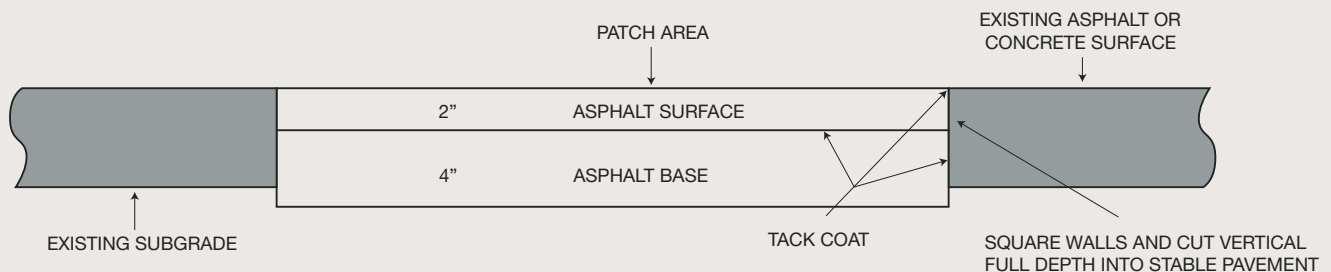 PATCH AREA
EXISTING ASPHALT OR
CONCRETE SURFACE
2” ASPHALT SURFACE
4” ASPHALT BASE
EXISTING SUBGRADE
TACK COAT
SQUARE WALLS AND CUT VERTICAL
FULL DEPTH INTO STABLE PAVEMENT